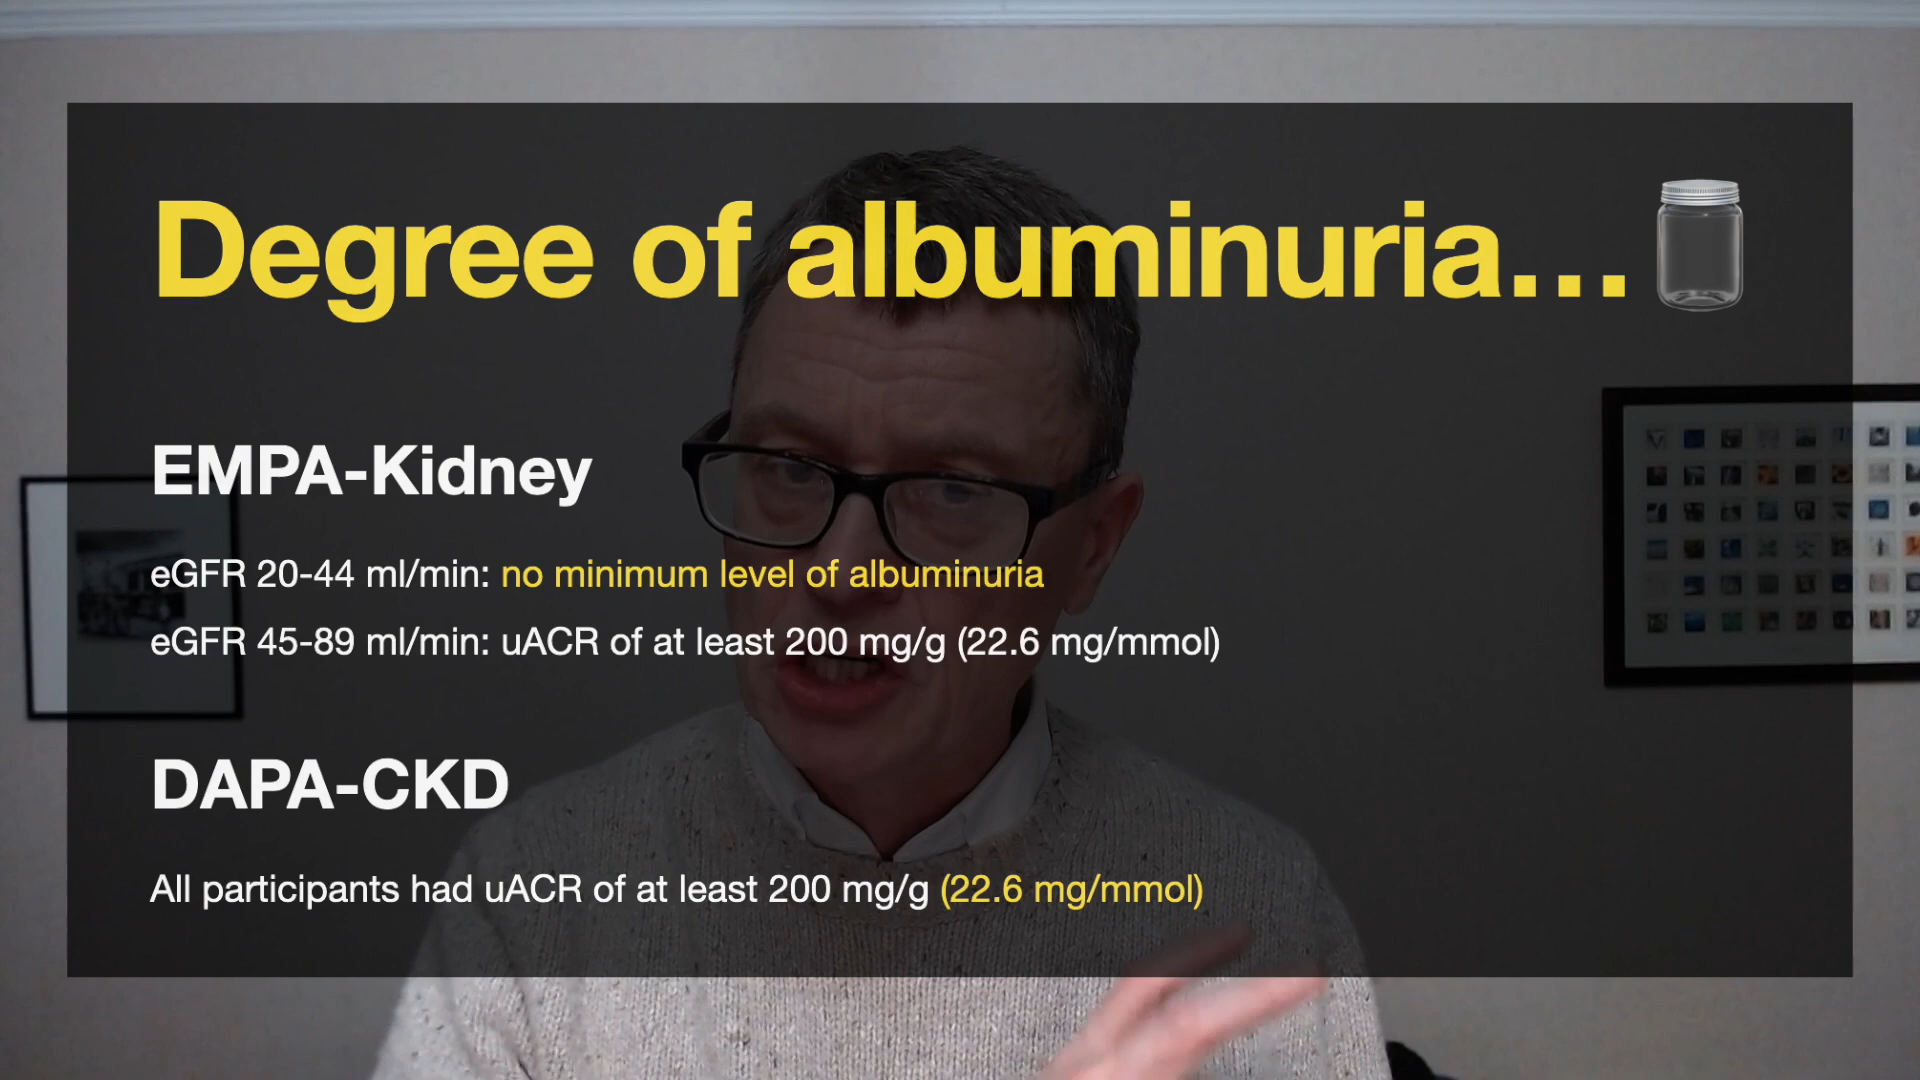 Degree of albuminuria...
EMPA-Kidney
eGFR 20-44 ml/min: no minimum level of albuminuria
eGFR 45-89 ml/min: uACR of at least 200 mg/g (22.6 mg/mmol)
DAPA-CKD
All participants had uACR of at least 200 mg/g (22.6 mg/mmol)